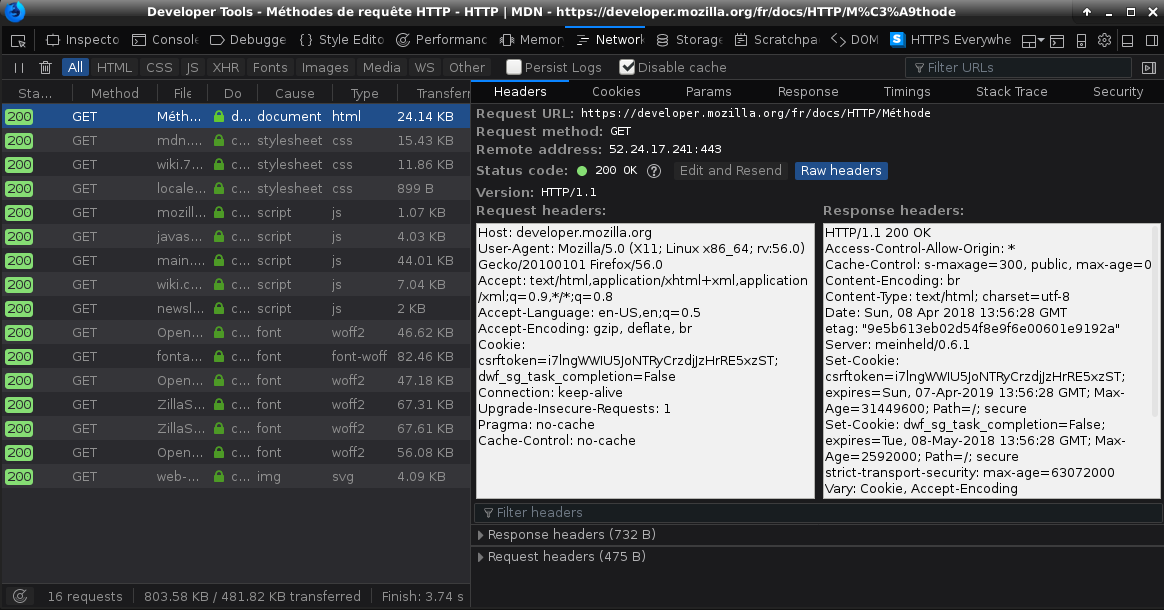 Developer Tools - Méthodes de requête HTTP - HTTP | MDN - https://developer.mozilla.org/fr/docs/HTTP/M%C3%A9thode
Inspecto Console Debugge { } Style Edito Performanc Memor Network Storag Scratchpa DOM S HTTPS Everywhe
All HTML CSS JS XHR Fonts Images Media WS Other Persist Logs Disable cache Filter URLs
Sta... Method File Do Cause Type Transfer
200 GET Méth... d... document html 24.14 KB
200 GET mdn.... c... stylesheet css 15.43 KB
200 GET wiki.7... c... stylesheet css 11.86 KB
200 GET locale... c... stylesheet css 899 B
200 GET mozill... c... script js 1.07 KB
200 GET javas... c... script js 4.03 KB
200 GET main.... c... script js 44.01 KB
200 GET wiki.c... c... script js 7.04 KB
200 GET newsl... c... script js 2 KB
200 GET Open... c... font woff2 46.62 KB
200 GET fonta... c... font font-woff 82.46 KB
200 GET Open... c... font woff2 47.18 KB
200 GET ZillaS... c... font woff2 67.31 KB
200 GET ZillaS... c... font woff2 67.61 KB
200 GET Open... c... font woff2 56.08 KB
200 GET web-... c... img svg 4.09 KB
16 requests 803.58 KB / 481.82 KB transferred Finish: 3.74 s
Headers Cookies Params Response Timings Stack Trace Security
Request URL: https://developer.mozilla.org/fr/docs/HTTP/Méthode
Request method: GET
Remote address: 52.24.17.241:443
Status code: 200 OK ? Edit and Resend Raw headers
Version: HTTP/1.1
Request headers:
Host: developer.mozilla.org
User-Agent: Mozilla/5.0 (X11; Linux x86_64; rv:56.0)
Gecko/20100101 Firefox/56.0
Accept: text/html,application/xhtml+xml,application
/xml;q=0.9,*/*;q=0.8
Accept-Language: en-US,en;q=0.5
Accept-Encoding: gzip, deflate, br
Cookie:
csrftoken=i7lngWWIU5JoNTRyCrzdjJzHrRE5xzST;
dwf_sg_task_completion=False
Connection: keep-alive
Upgrade-Insecure-Requests: 1
Pragma: no-cache
Cache-Control: no-cache
Response headers:
HTTP/1.1 200 OK
Access-Control-Allow-Origin: *
Cache-Control: s-maxage=300, public, max-age=0
Content-Encoding: br
Content-Type: text/html; charset=utf-8
Date: Sun, 08 Apr 2018 13:56:28 GMT
etag: "9e5b613eb02d54f8e9f6e00601e9192a"
Server: meinheld/0.6.1
Set-Cookie:
csrftoken=i7lngWWIU5JoNTRyCrzdjJzHrRE5xzST;
expires=Sun, 07-Apr-2019 13:56:28 GMT; Max-
Age=31449600; Path=/; secure
Set-Cookie: dwf_sg_task_completion=False;
expires=Tue, 08-May-2018 13:56:28 GMT; Max-
Age=2592000; Path=/; secure
strict-transport-security: max-age=63072000
Vary: Cookie, Accept-Encoding
Filter headers
Response headers (732 B)
Request headers (475 B)